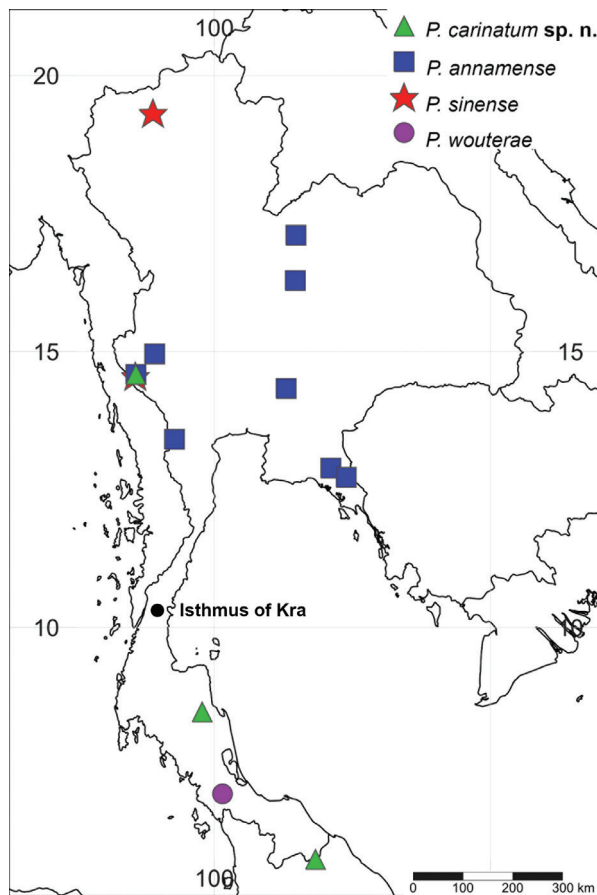 100
P. carinatum sp. n.
20
P. annamense
P. sinense
P. wouterae
15 15
Isthmus of Kra
10 10
100
0 100 200 300 km